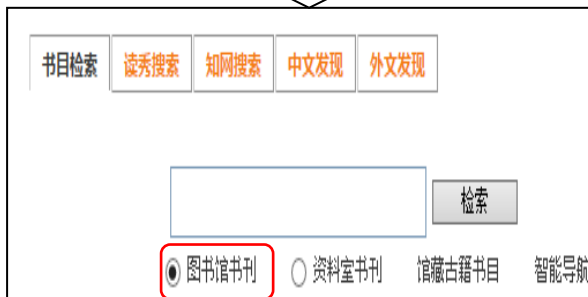 书目检索 读秀搜索 知网搜索 中文发现 外文发现
检索
图书馆书刊 资料室书刊 馆藏古籍书目 智能导航